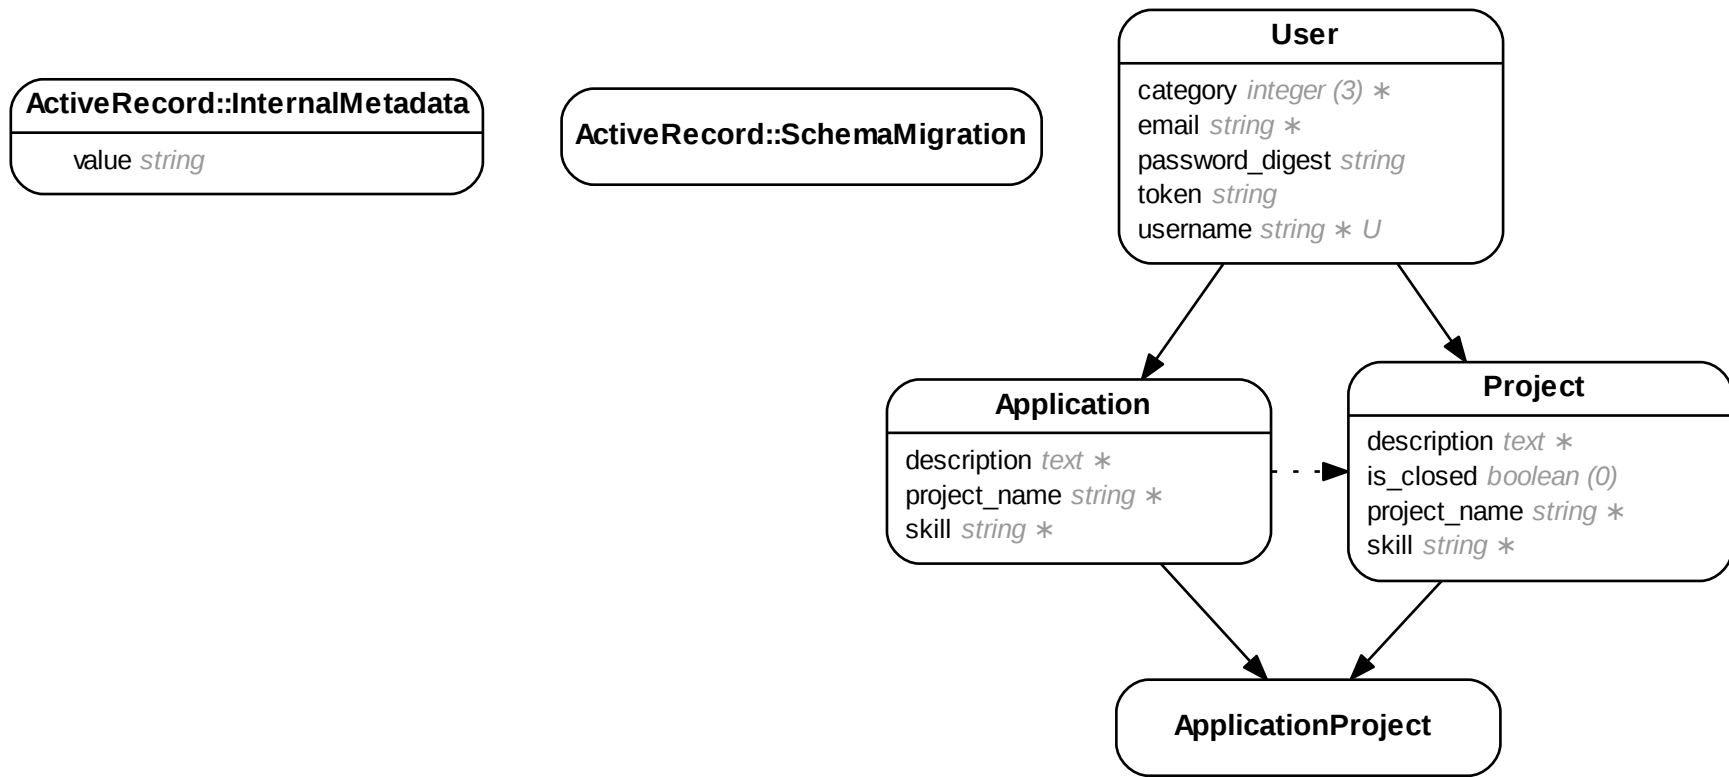 User
category integer (3) ∗
email string ∗
password_digest string
token string
username string ∗ U
ActiveRecord::InternalMetadata
value string
ActiveRecord::SchemaMigration
Application
description text ∗
project_name string ∗
skill string ∗
Project
description text ∗
is_closed boolean (0)
project_name string ∗
skill string ∗
ApplicationProject